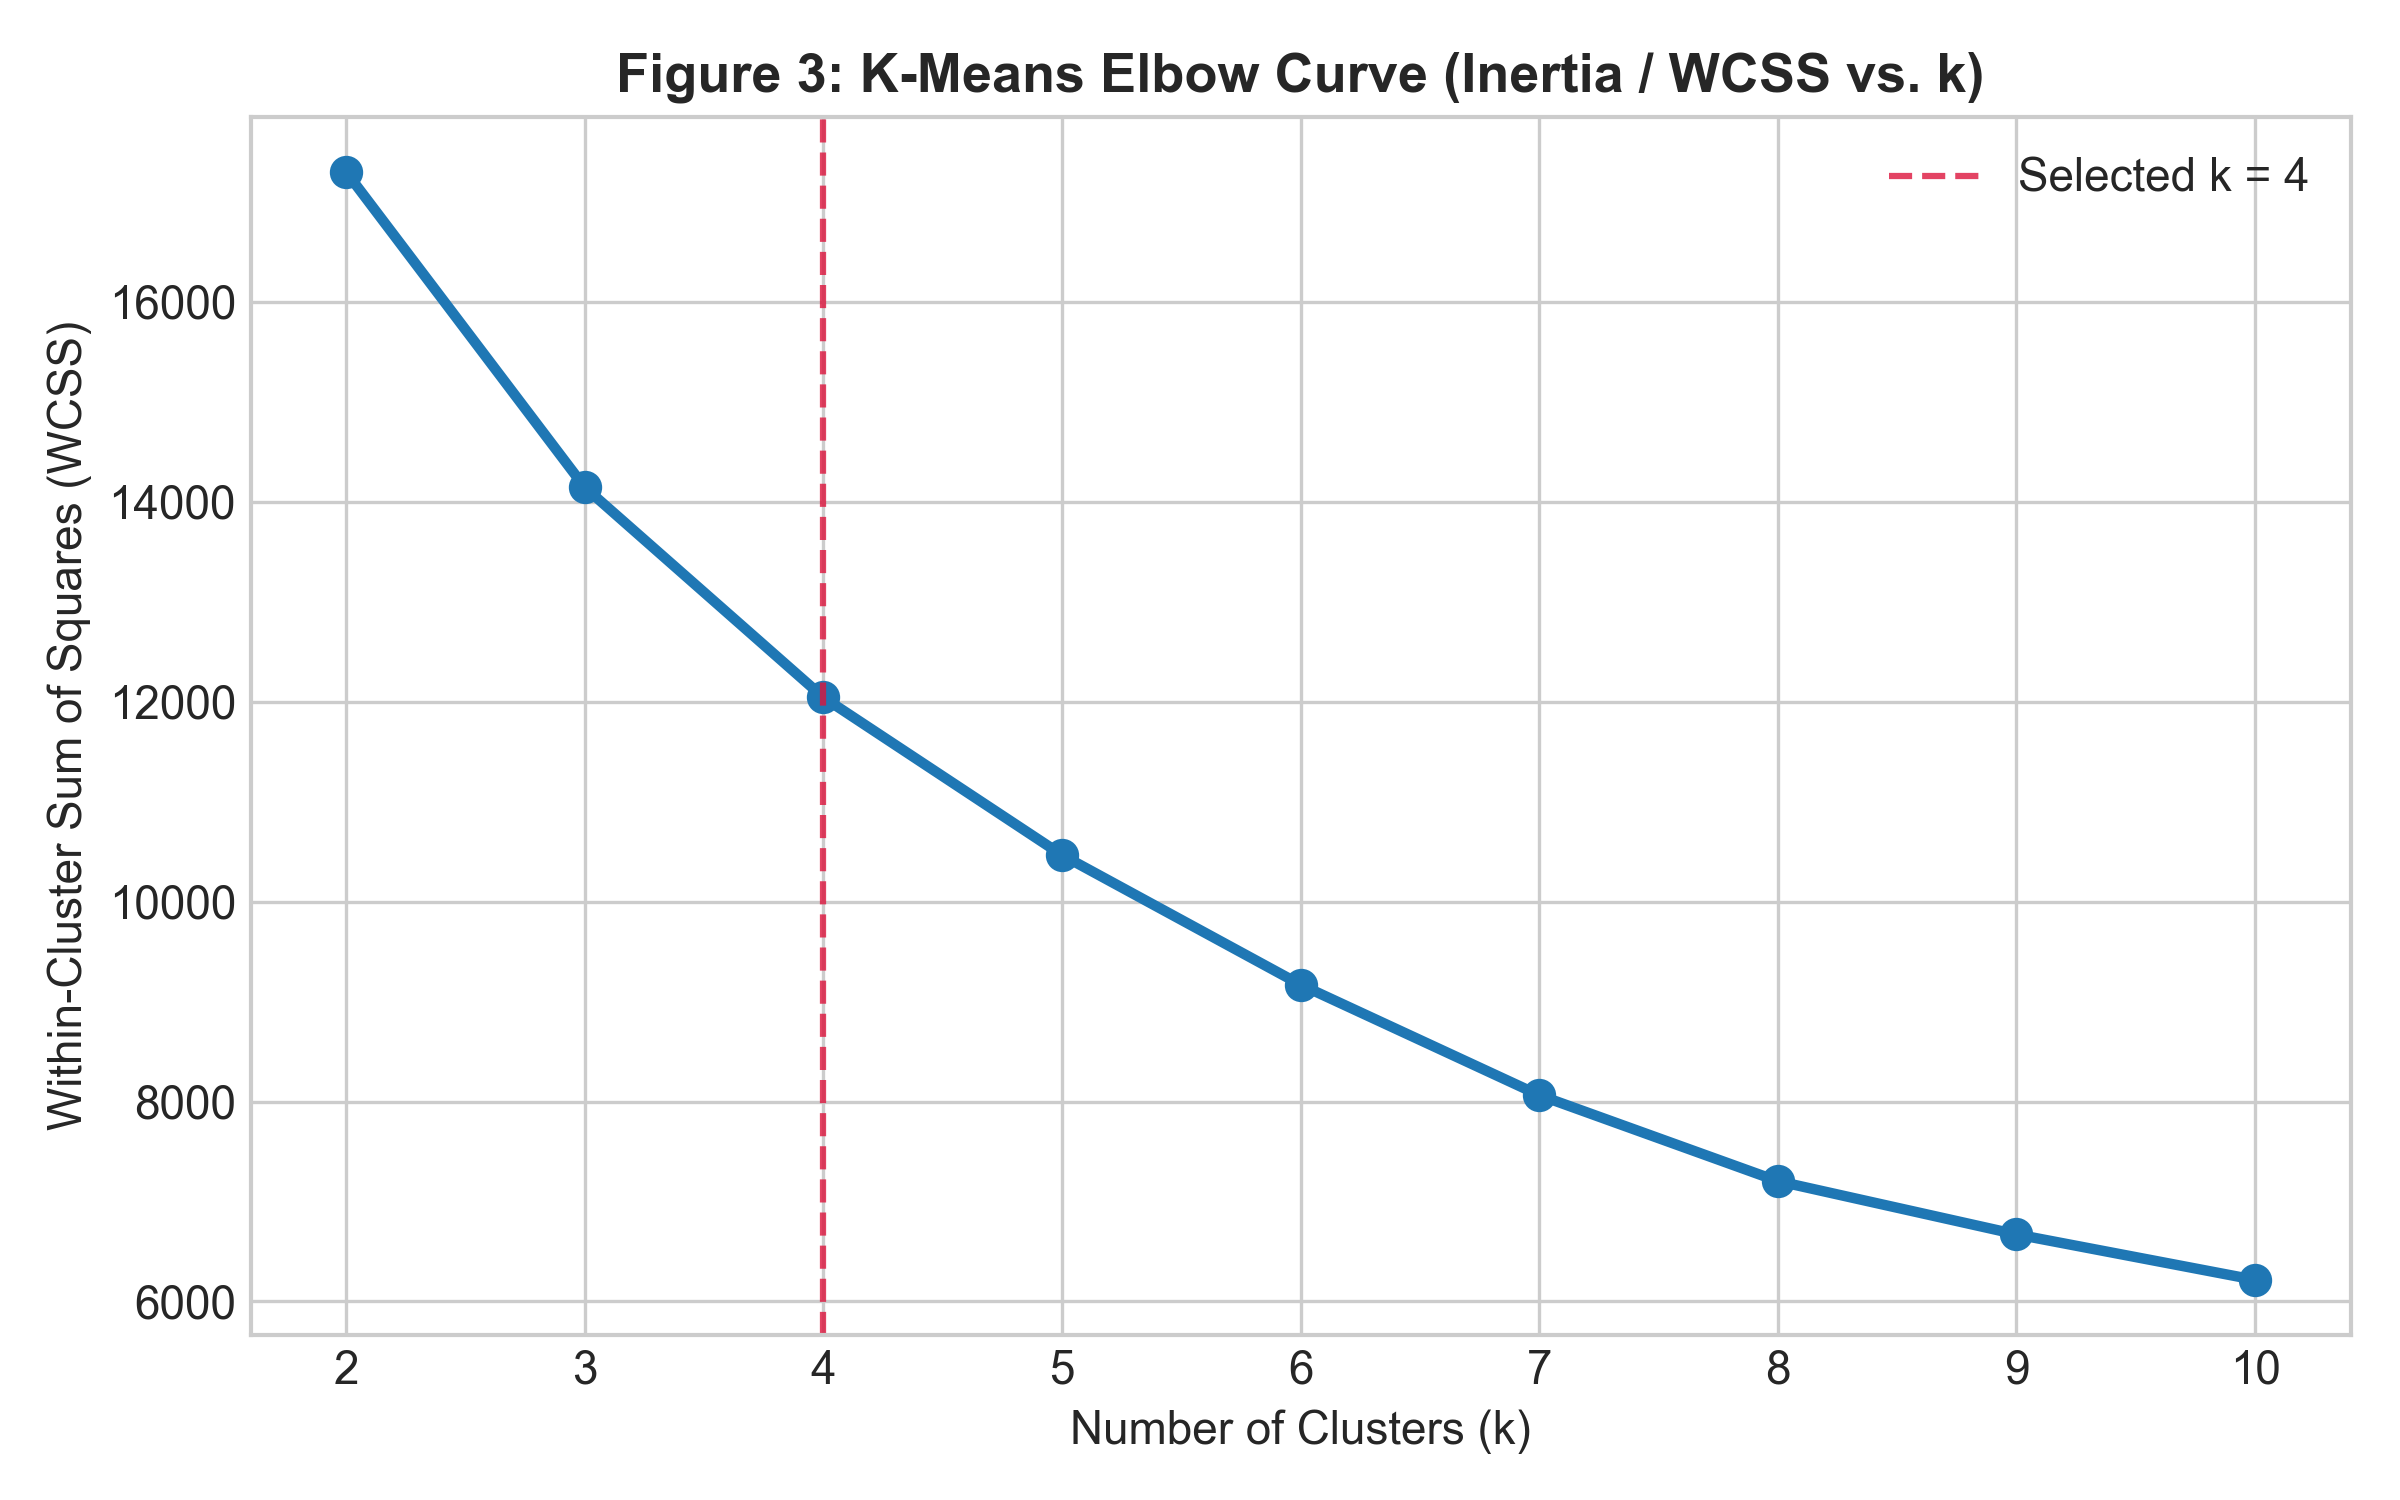 Figure 3: K-Means Elbow Curve (Inertia / WCSS vs. k)
Selected k = 4
Within-Cluster Sum of Squares (WCSS)
16000
14000
12000
10000
8000
6000
2 3 4 5 6 7 8 9 10
Number of Clusters (k)